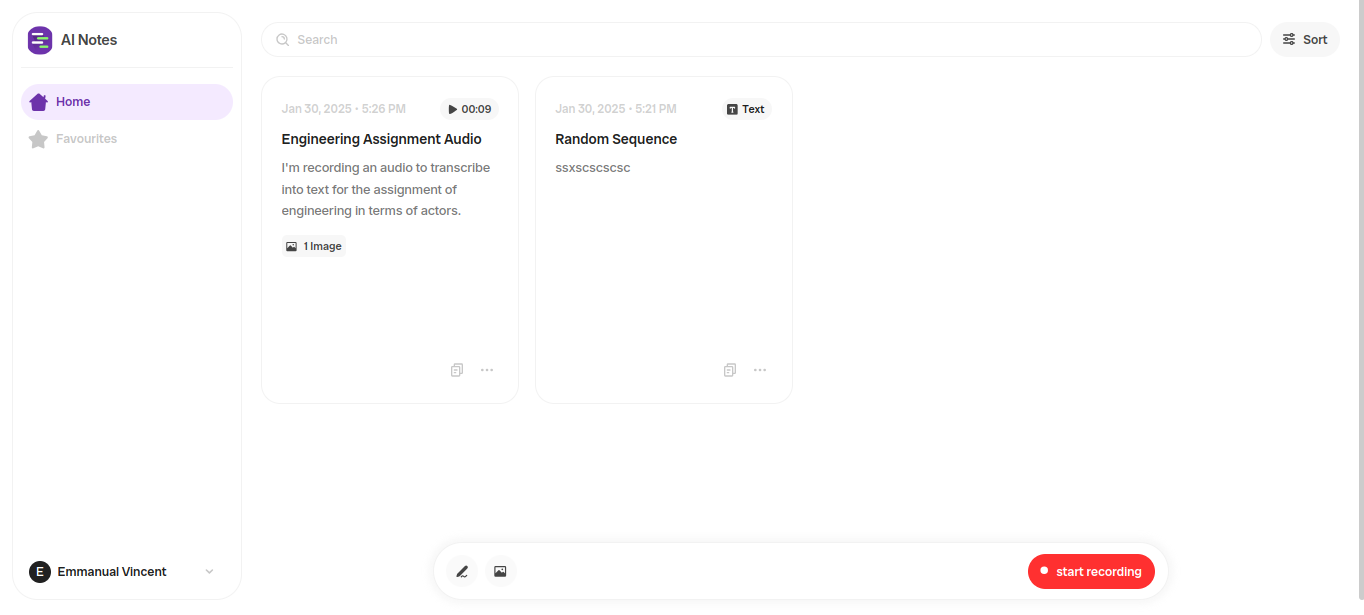 AI Notes
Search
Sort
Home
Favourites
Jan 30, 2025 • 5:26 PM
00:09
Engineering Assignment Audio
I'm recording an audio to transcribe
into text for the assignment of
engineering in terms of actors.
1 Image
Jan 30, 2025 • 5:21 PM
T Text
Random Sequence
ssxscscscsc
E Emmanual Vincent
start recording